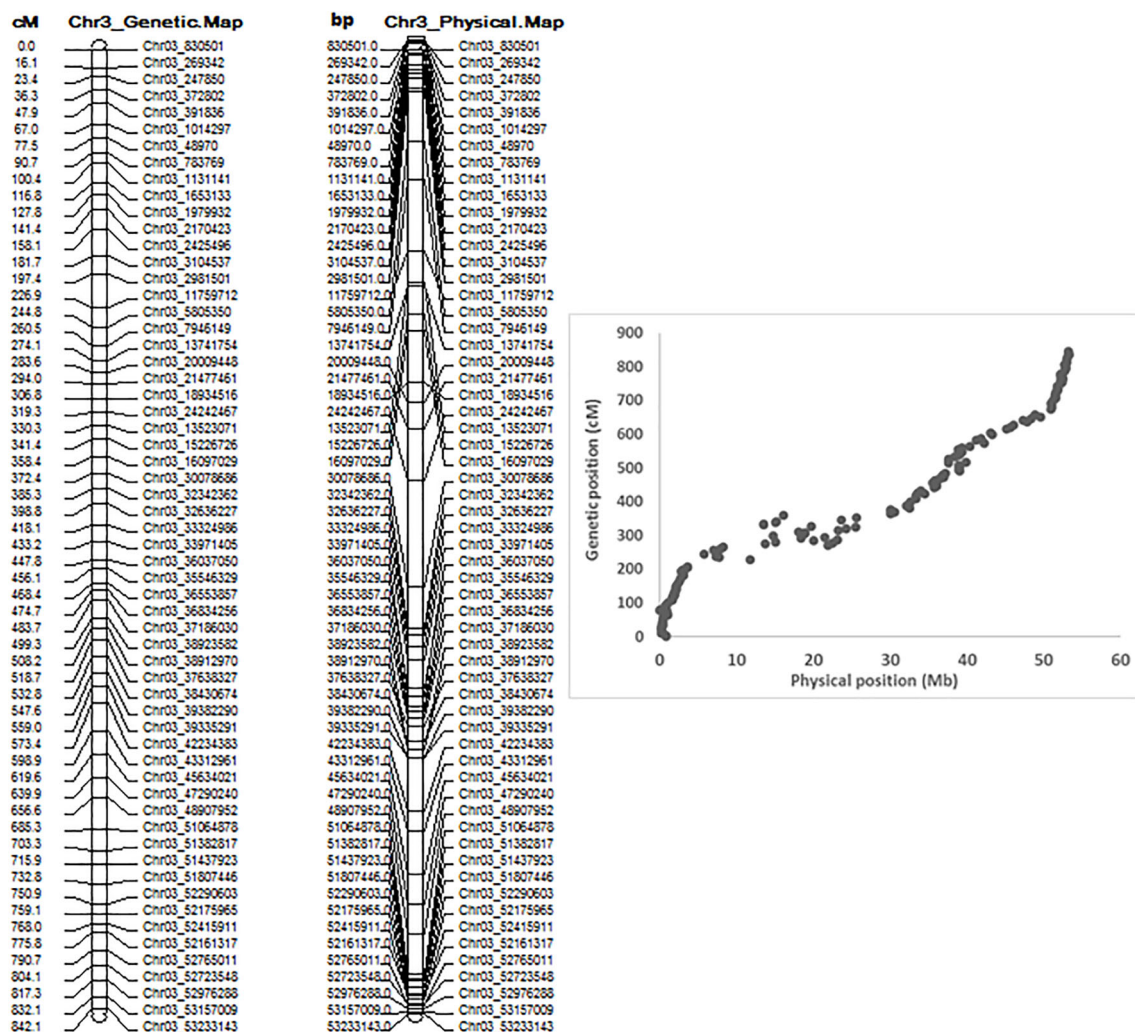 cM Chr3_Genetic.Map bp Chr3_Physical.Map
0.0 Chr03_830501 830501.0 Chr03_830501
16.1 Chr03_269342 269342.0 Chr03_269342
23.4 Chr03_247850 247850.0 Chr03_247850
36.3 Chr03_372802 372802.0 Chr03_372802
47.9 Chr03_391836 391836.0 Chr03_391836
67.0 Chr03_1014297 1014297.0 Chr03_1014297
77.5 Chr03_48970 48970.0 Chr03_48970
90.7 Chr03_783769 783769.0 Chr03_783769
100.4 Chr03_1131141 1131141.0 Chr03_1131141
116.8 Chr03_1653133 1653133.0 Chr03_1653133
127.8 Chr03_1979932 1979932.0 Chr03_1979932
141.4 Chr03_2170423 2170423.0 Chr03_2170423
158.1 Chr03_2425496 2425496.0 Chr03_2425496
181.7 Chr03_3104537 3104537.0 Chr03_3104537
197.4 Chr03_2981501 2981501.0 Chr03_2981501
226.9 Chr03_11759712 11759712.0 Chr03_11759712
244.8 Chr03_5805350 5805350.0 Chr03_5805350
260.5 Chr03_7946149 7946149.0 Chr03_7946149
274.1 Chr03_13741754 13741754.0 Chr03_13741754
283.6 Chr03_20009448 20009448.0 Chr03_20009448
294.0 Chr03_21477461 21477461.0 Chr03_21477461
306.8 Chr03_18934516 18934516.0 Chr03_18934516
319.3 Chr03_24242467 24242467.0 Chr03_24242467
330.3 Chr03_13523071 13523071.0 Chr03_13523071
341.4 Chr03_15226726 15226726.0 Chr03_15226726
358.4 Chr03_16097029 16097029.0 Chr03_16097029
372.4 Chr03_30078686 30078686.0 Chr03_30078686
385.3 Chr03_32342362 32342362.0 Chr03_32342362
398.8 Chr03_32636227 32636227.0 Chr03_32636227
418.1 Chr03_33324986 33324986.0 Chr03_33324986
433.2 Chr03_33971405 33971405.0 Chr03_33971405
447.8 Chr03_36037050 36037050.0 Chr03_36037050
456.1 Chr03_35546329 35546329.0 Chr03_35546329
468.4 Chr03_36553857 36553857.0 Chr03_36553857
474.7 Chr03_36834256 36834256.0 Chr03_36834256
483.7 Chr03_37186030 37186030.0 Chr03_37186030
499.3 Chr03_38923582 38923582.0 Chr03_38923582
508.2 Chr03_38912970 38912970.0 Chr03_38912970
518.7 Chr03_37638327 37638327.0 Chr03_37638327
532.8 Chr03_38430674 38430674.0 Chr03_38430674
547.6 Chr03_39382290 39382290.0 Chr03_39382290
559.0 Chr03_39335291 39335291.0 Chr03_39335291
573.4 Chr03_42234383 42234383.0 Chr03_42234383
598.9 Chr03_43312961 43312961.0 Chr03_43312961
619.6 Chr03_45634021 45634021.0 Chr03_45634021
639.9 Chr03_47290240 47290240.0 Chr03_47290240
656.6 Chr03_48907952 48907952.0 Chr03_48907952
685.3 Chr03_51064878 51064878.0 Chr03_51064878
703.3 Chr03_51382817 51382817.0 Chr03_51382817
715.9 Chr03_51437923 51437923.0 Chr03_51437923
732.8 Chr03_51807446 51807446.0 Chr03_51807446
750.9 Chr03_52290603 52290603.0 Chr03_52290603
759.1 Chr03_52175965 52175965.0 Chr03_52175965
768.0 Chr03_52415911 52415911.0 Chr03_52415911
775.8 Chr03_52161317 52161317.0 Chr03_52161317
790.7 Chr03_52765011 52765011.0 Chr03_52765011
804.1 Chr03_52723548 52723548.0 Chr03_52723548
817.3 Chr03_52976288 52976288.0 Chr03_52976288
832.1 Chr03_53157009 53157009.0 Chr03_53157009
842.1 Chr03_53233143 53233143.0 Chr03_53233143
Genetic position (cM)
900
800
700
600
500
400
300
200
100
0
0 10 20 30 40 50 60
Physical position (Mb)